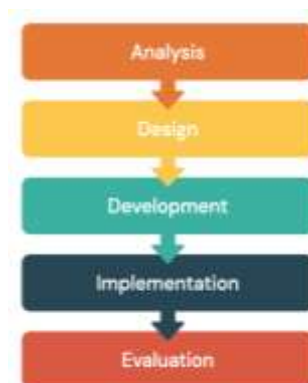 Analysis
Design
Development
Implementation
Evaluation